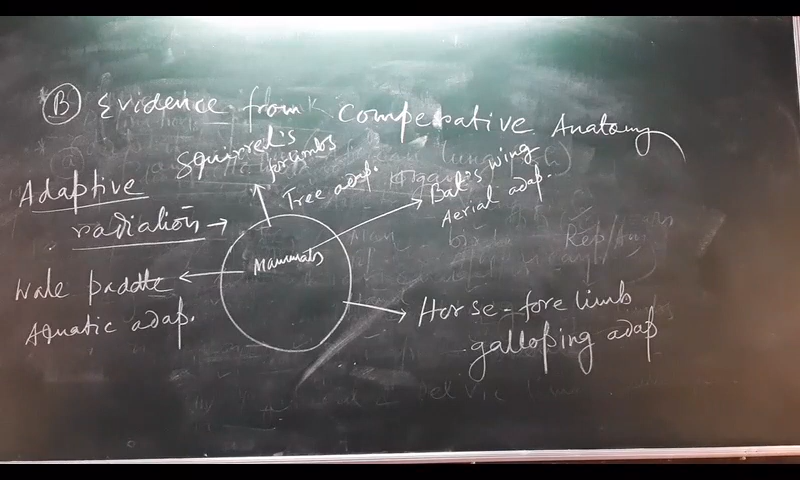 (B) Evidence from Compesative Anatomy
Squirrel's
forlimbs
Tree adap.
Adaptive
radiation →
Bat's wing
Aerial adap.
Mammals
Wale paddle
Aquatic adap.
Horse - fore limb
galloping adap